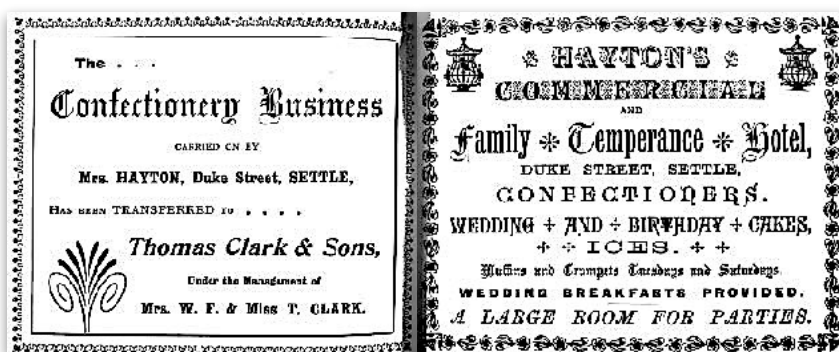 The . . .
Confectionery Business
CARRIED ON BY
Mrs. HAYTON, Duke Street, SETTLE,
HAS BEEN TRANSFERRED TO . . . .
Thomas Clark & Sons,
Under the Management of
Mrs. W. F. & Miss T. CLARK.
HAYTON'S
COMMERCIAL
AND
Family * Temperance * Hotel,
DUKE STREET, SETTLE,
CONFECTIONERS.
WEDDING + AND + BIRTHDAY + CAKES,
+ + ICES. + +
Muffins and Crumpets Tuesdays and Saturdays.
WEDDING BREAKFASTS PROVIDED.
A LARGE ROOM FOR PARTIES.